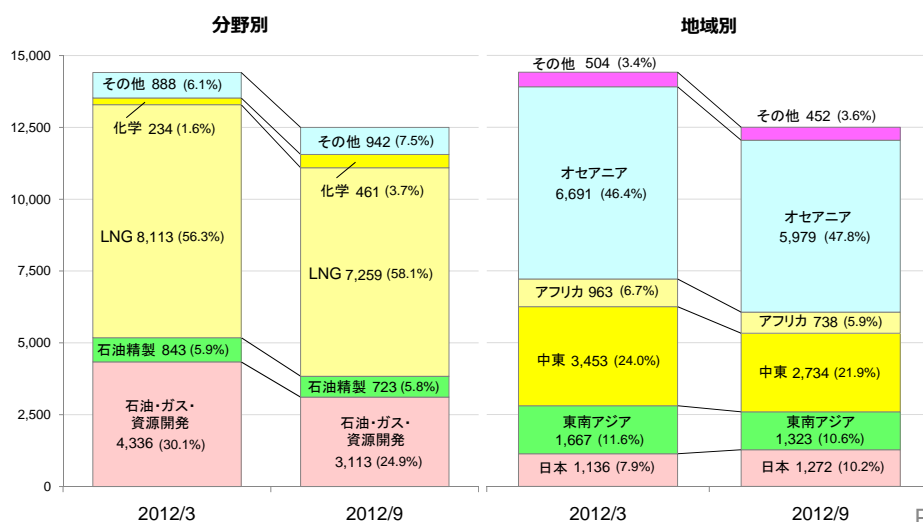 分野別
地域別
15,000
12,500
10,000
7,500
5,000
2,500
0
その他 888 (6.1%)
化学 234 (1.6%)
LNG 8,113 (56.3%)
石油精製 843 (5.9%)
石油・ガス・
資源開発
4,336 (30.1%)
その他 942 (7.5%)
化学 461 (3.7%)
LNG 7,259 (58.1%)
石油精製 723 (5.8%)
石油・ガス・
資源開発
3,113 (24.9%)
その他 504 (3.4%)
オセアニア
6,691 (46.4%)
アフリカ 963 (6.7%)
中東 3,453 (24.0%)
東南アジア
1,667 (11.6%)
日本 1,136 (7.9%)
その他 452 (3.6%)
オセアニア
5,979 (47.8%)
アフリカ 738 (5.9%)
中東 2,734 (21.9%)
東南アジア
1,323 (10.6%)
日本 1,272 (10.2%)
2012/3
2012/9
2012/3
2012/9